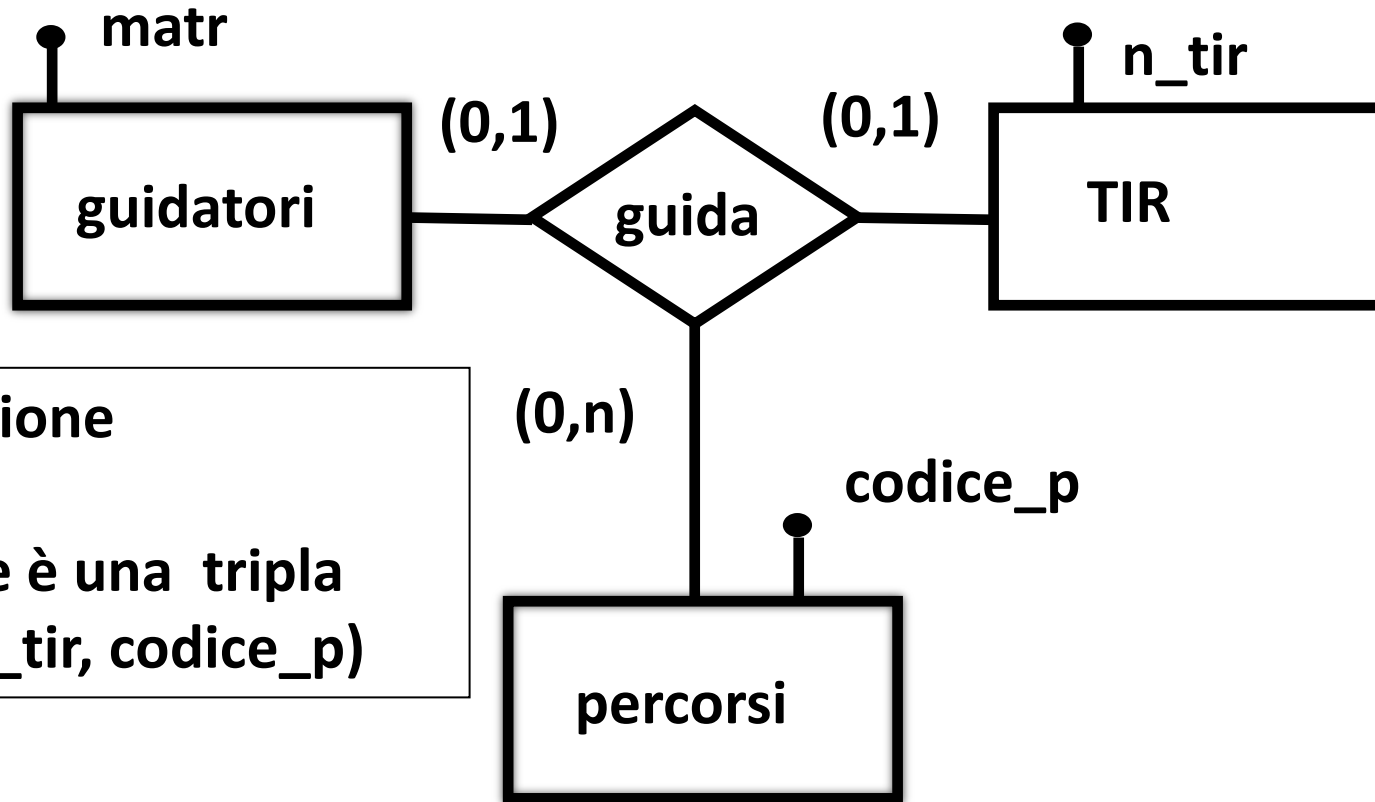 matr
n_tir
(0,1)
(0,1)
guidatori
guida
TIR
(0,n)
ione
codice_p
e è una tripla
_tir, codice_p)
percorsi